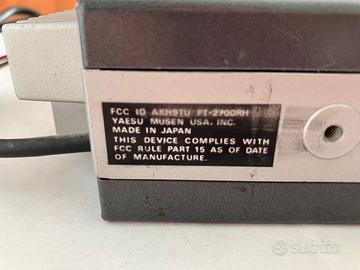 FCC ID AKH9TU FT-2700RH
YAESU MUSEN USA. INC.
MADE IN JAPAN
THIS DEVICE COMPLIES WITH
FCC RULE PART 15 AS OF DATE
OF MANUFACTURE.
subito